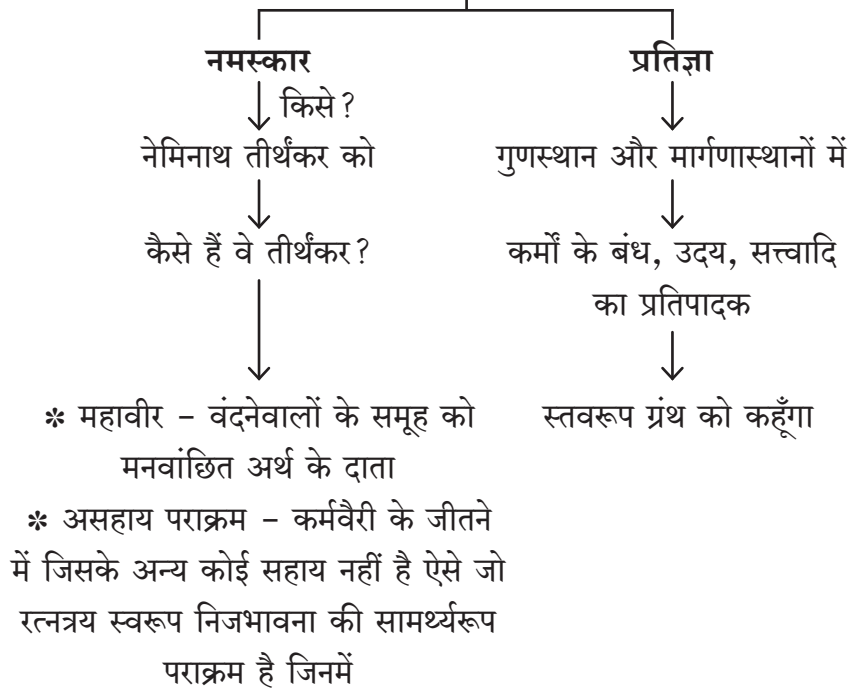 नमस्कार
किसे?
नेमिनाथ तीर्थंकर को
कैसे हैं वे तीर्थंकर?
* महावीर – वंदनेवालों के समूह को
मनवांछित अर्थ के दाता
* असहाय पराक्रम – कर्मवैरी के जीतने
में जिसके अन्य कोई सहाय नहीं है ऐसे जो
रत्नत्रय स्वरूप निजभावना की सामर्थ्यरूप
पराक्रम है जिनमें
प्रतिज्ञा
गुणस्थान और मार्गणास्थानों में
कर्मों के बंध, उदय, सत्त्वादि
का प्रतिपादक
स्तवरूप ग्रंथ को कहूँगा